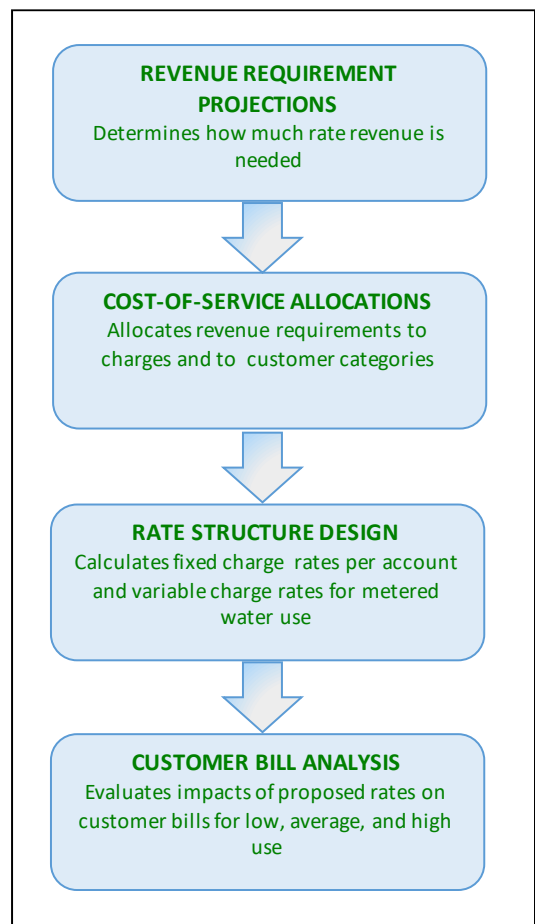 REVENUE REQUIREMENT
PROJECTIONS
Determines how much rate revenue is
needed
COST-OF-SERVICE ALLOCATIONS
Allocates revenue requirements to
charges and to customer categories
RATE STRUCTURE DESIGN
Calculates fixed charge rates per account
and variable charge rates for metered
water use
CUSTOMER BILL ANALYSIS
Evaluates impacts of proposed rates on
customer bills for low, average, and high
use